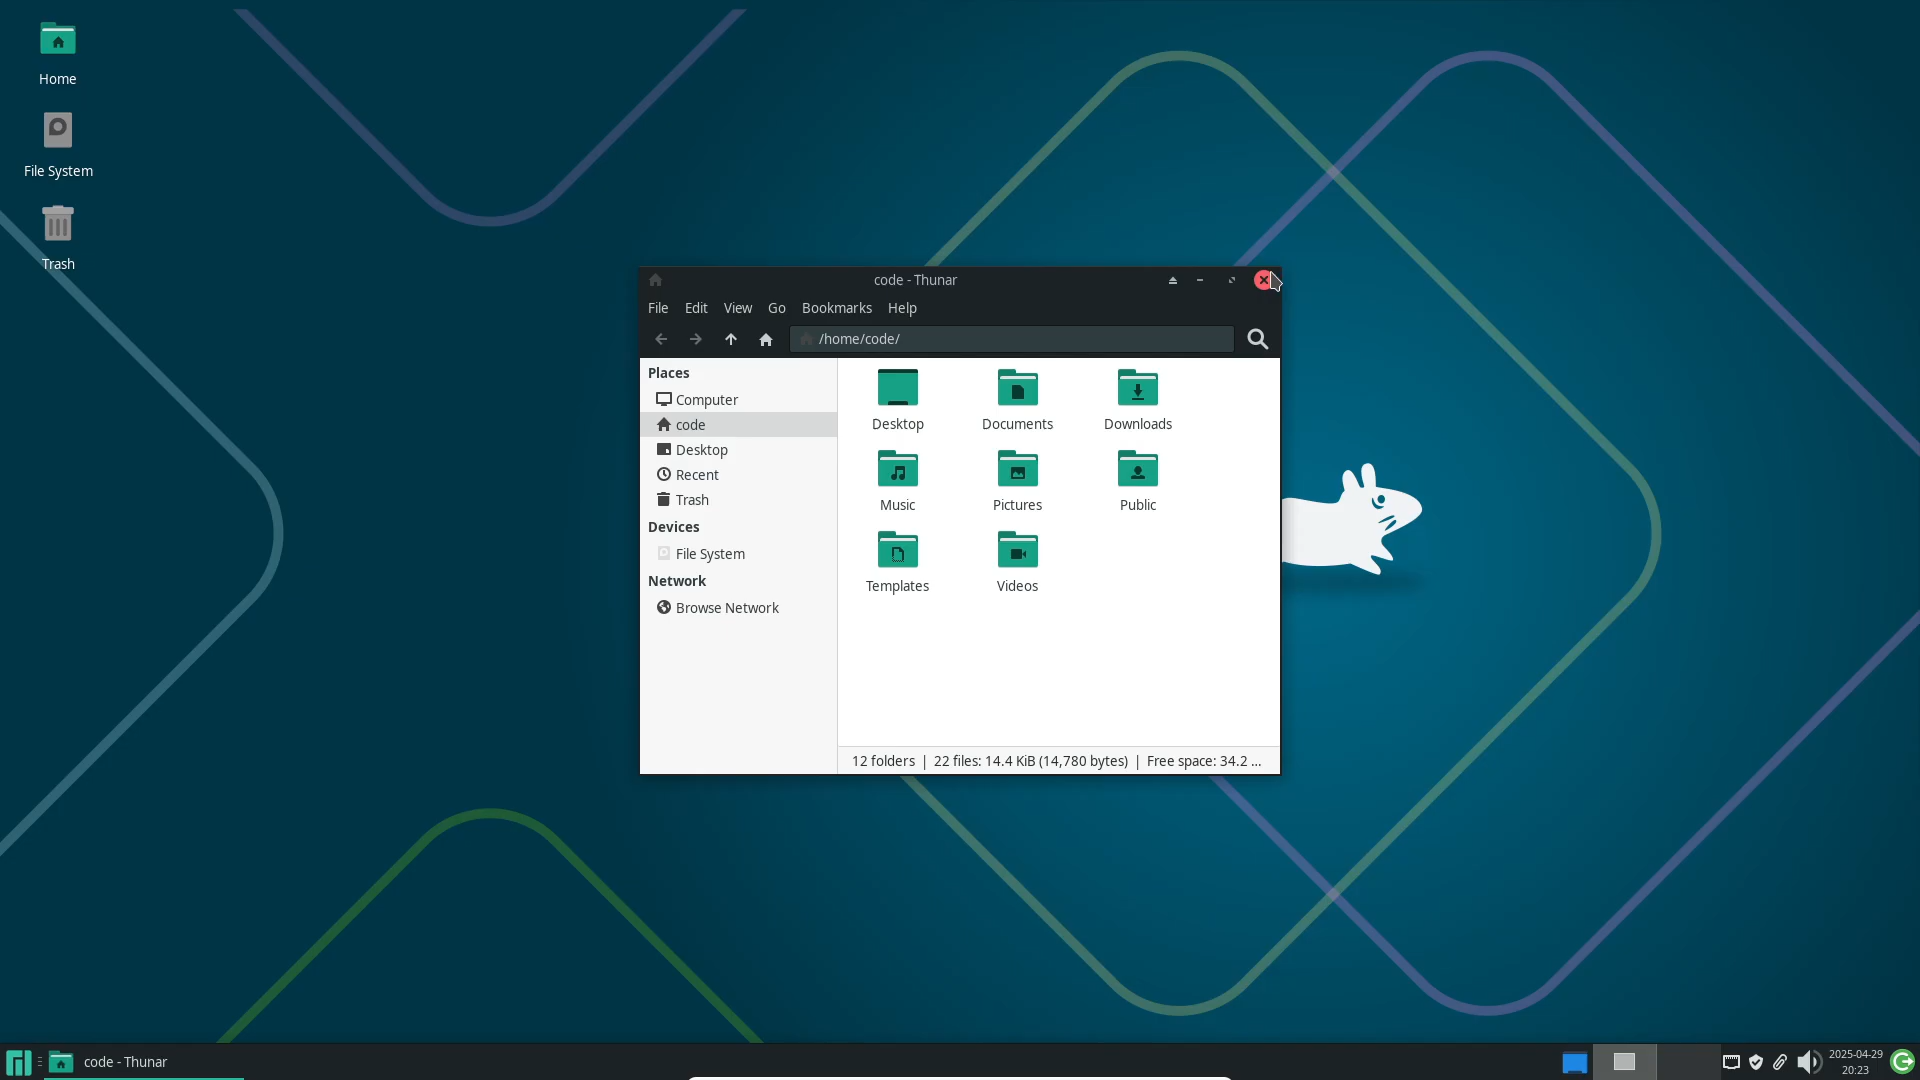 Home
File System
Trash
code - Thunar
File Edit View Go Bookmarks Help
/home/code/
Places
Computer
code
Desktop
Recent
Trash
Devices
File System
Network
Browse Network
Desktop Documents Downloads
Music Pictures Public
Templates Videos
12 folders | 22 files: 14.4 KiB (14,780 bytes) | Free space: 34.2 ...
code - Thunar
2025-04-29
20:23